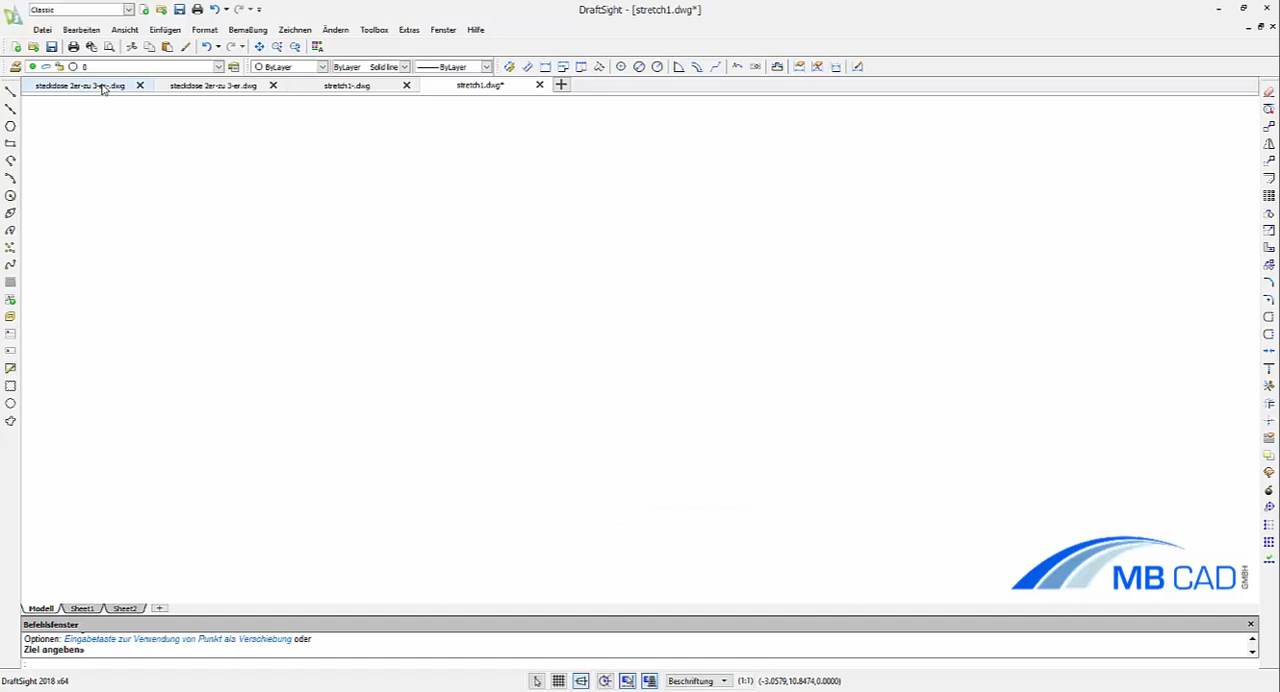 Classic
DraftSight - [stretch1.dwg*]
Datei Bearbeiten Ansicht Einfügen Format Bemaßung Zeichnen Ändern Toolbox Extras Fenster Hilfe
0 ByLayer ByLayer Solid line ByLayer
steckdose 2er-zu 3-er-.dwg steckdose 2er-zu 3-er.dwg stretch1-.dwg stretch1.dwg*
MB CAD GMBH
Modell Sheet1 Sheet2
Befehlsfenster
Optionen: Eingabetaste zur Verwendung von Punkt als Verschiebung oder
Ziel angeben»
:
DraftSight 2018 x64 Beschriftung (1:1) (-3.0579,10.8474,0.0000)